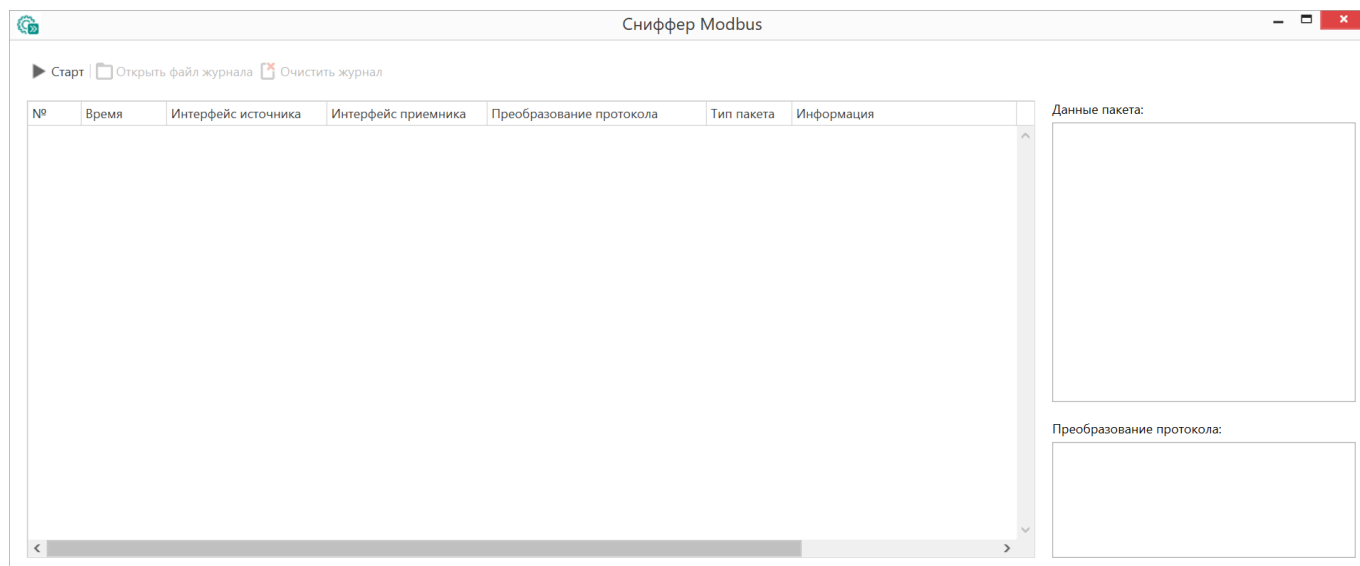 Сниффер Modbus
Старт Открыть файл журнала Очистить журнал
№ Время Интерфейс источника Интерфейс приемника Преобразование протокола Тип пакета Информация
Данные пакета:
Преобразование протокола: